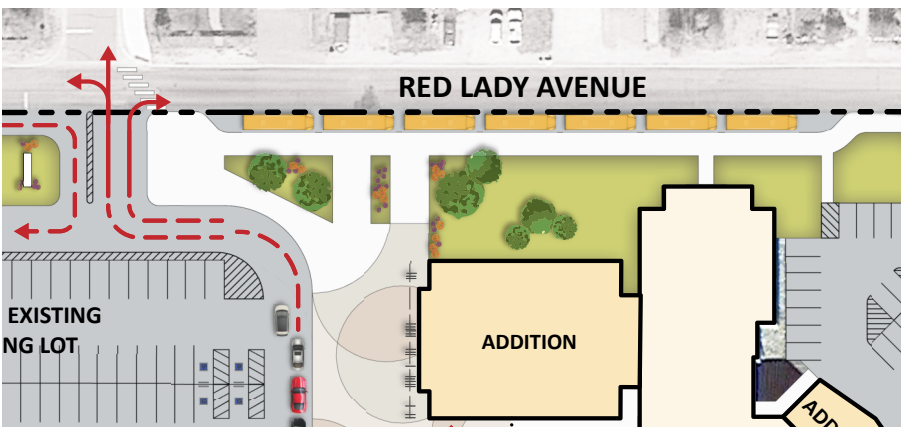 RED LADY AVENUE
EXISTING
NG LOT
ADDITION
ADD